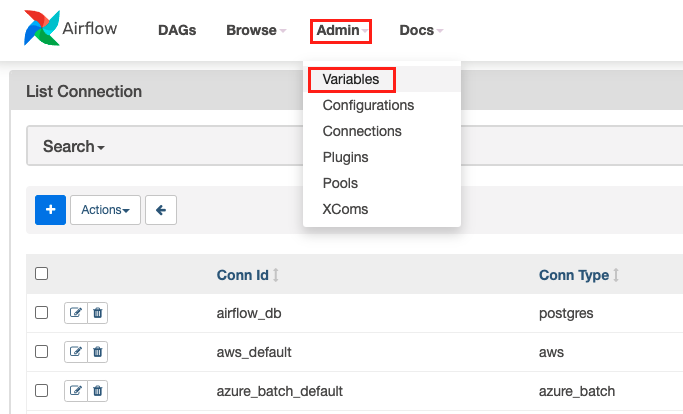 Airflow DAGs Browse Admin Docs
Variables
List Connection
Configurations
Connections
Search
Plugins
Pools
+ Actions
XComs
Conn Id Conn Type
airflow_db postgres
aws_default aws
azure_batch_default azure_batch